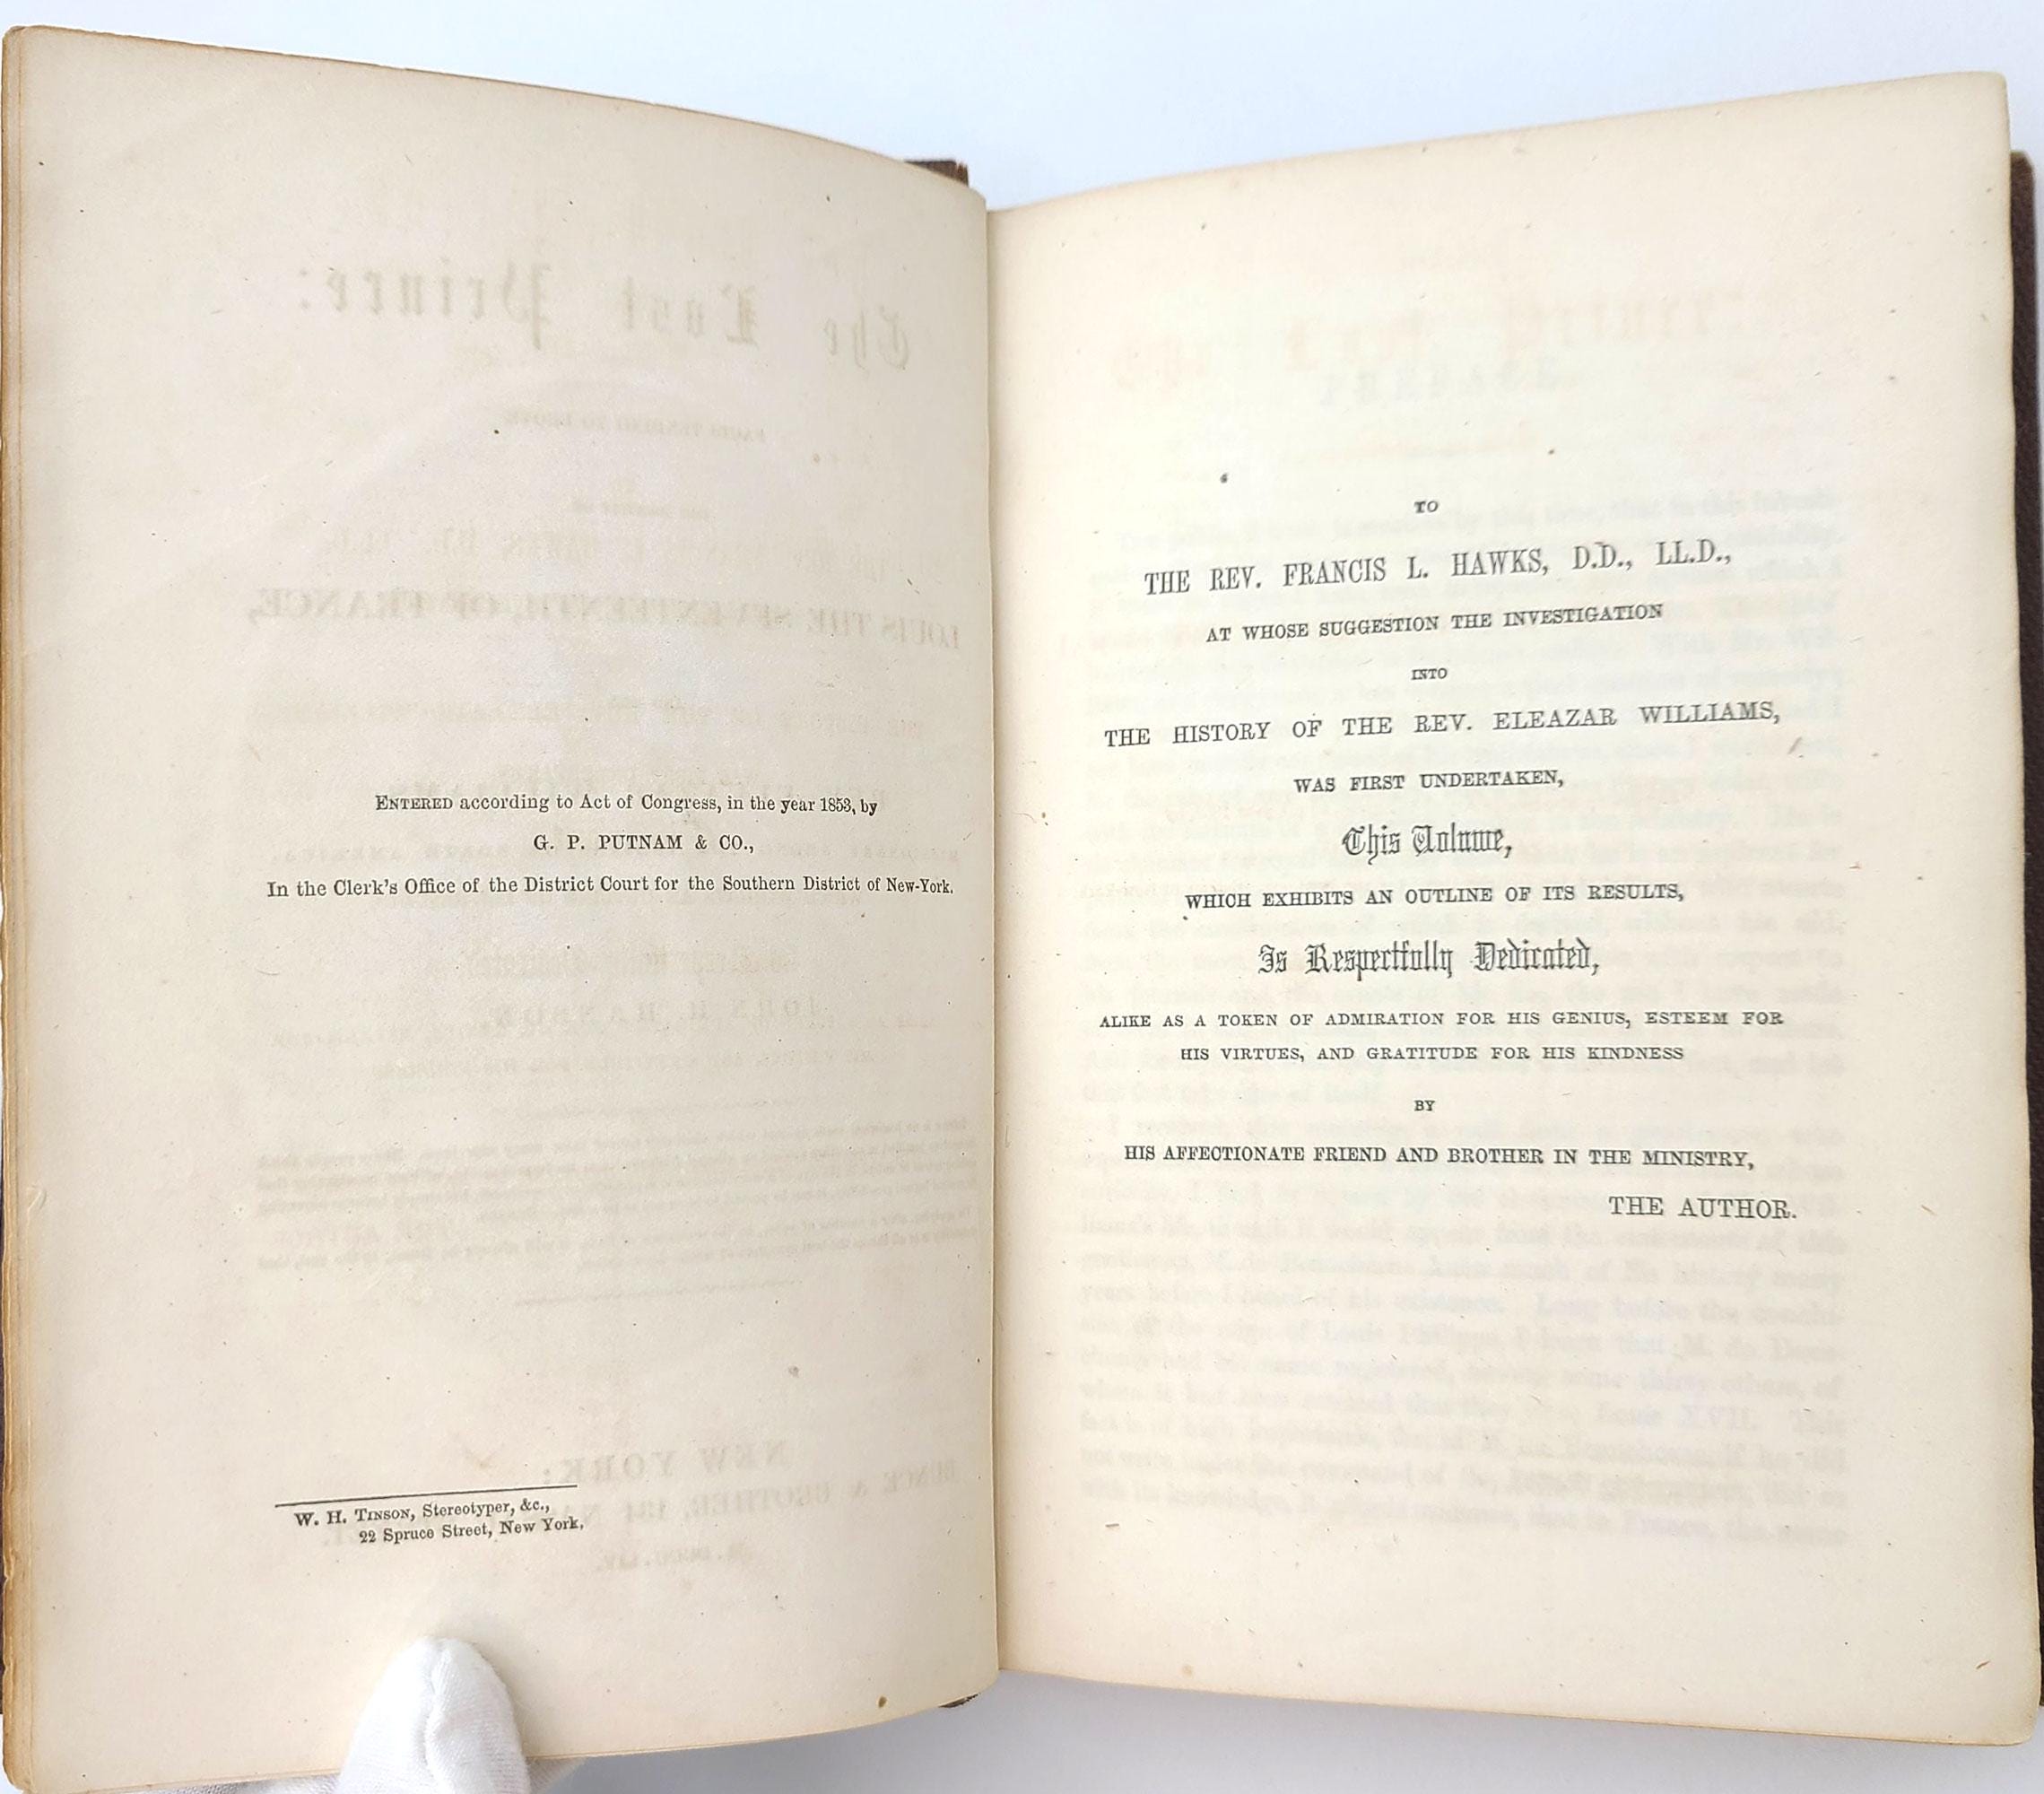 ENTERED according to Act of Congress, in the year 1853, by
G. P. PUTNAM & CO.,
In the Clerk's Office of the District Court for the Southern District of New-York.
W. H. TINSON, Stereotyper, &c.,
22 Spruce Street, New York.
TO
THE REV. FRANCIS L. HAWKS, D.D., LL.D.,
AT WHOSE SUGGESTION THE INVESTIGATION
INTO
THE HISTORY OF THE REV. ELEAZAR WILLIAMS,
WAS FIRST UNDERTAKEN,
This Volume,
WHICH EXHIBITS AN OUTLINE OF ITS RESULTS,
Is Respectfully Dedicated,
ALIKE AS A TOKEN OF ADMIRATION FOR HIS GENIUS, ESTEEM FOR
HIS VIRTUES, AND GRATITUDE FOR HIS KINDNESS
BY
HIS AFFECTIONATE FRIEND AND BROTHER IN THE MINISTRY,
THE AUTHOR.